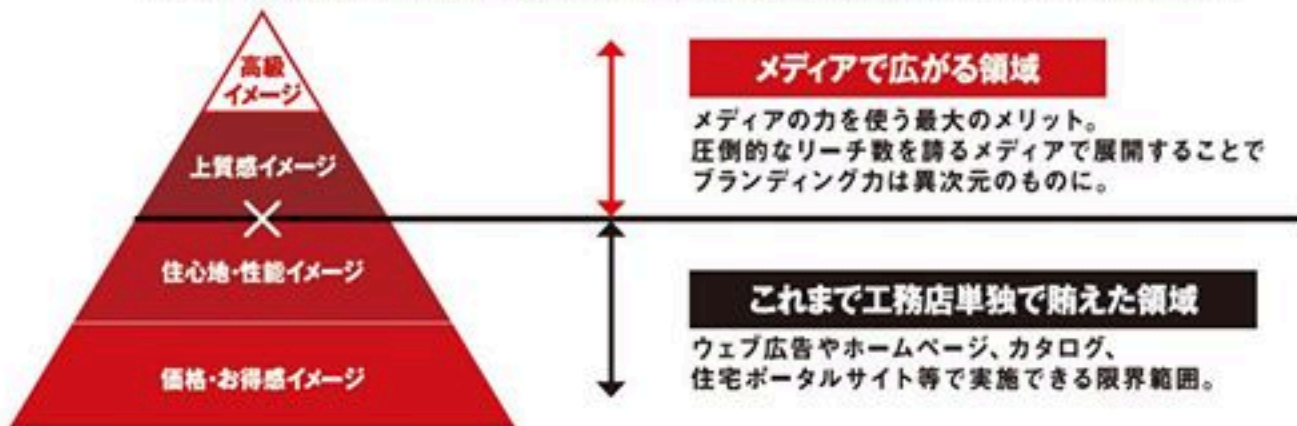 高級
イメージ
上質感イメージ
×
住心地・性能イメージ
価格・お得感イメージ
メディアで広がる領域
メディアの力を使う最大のメリット。
圧倒的なリーチ数を誇るメディアで展開することで
ブランディング力は異次元のものに。
これまで工務店単独で賄えた領域
ウェブ広告やホームページ、カタログ、
住宅ポータルサイト等で実施できる限界範囲。